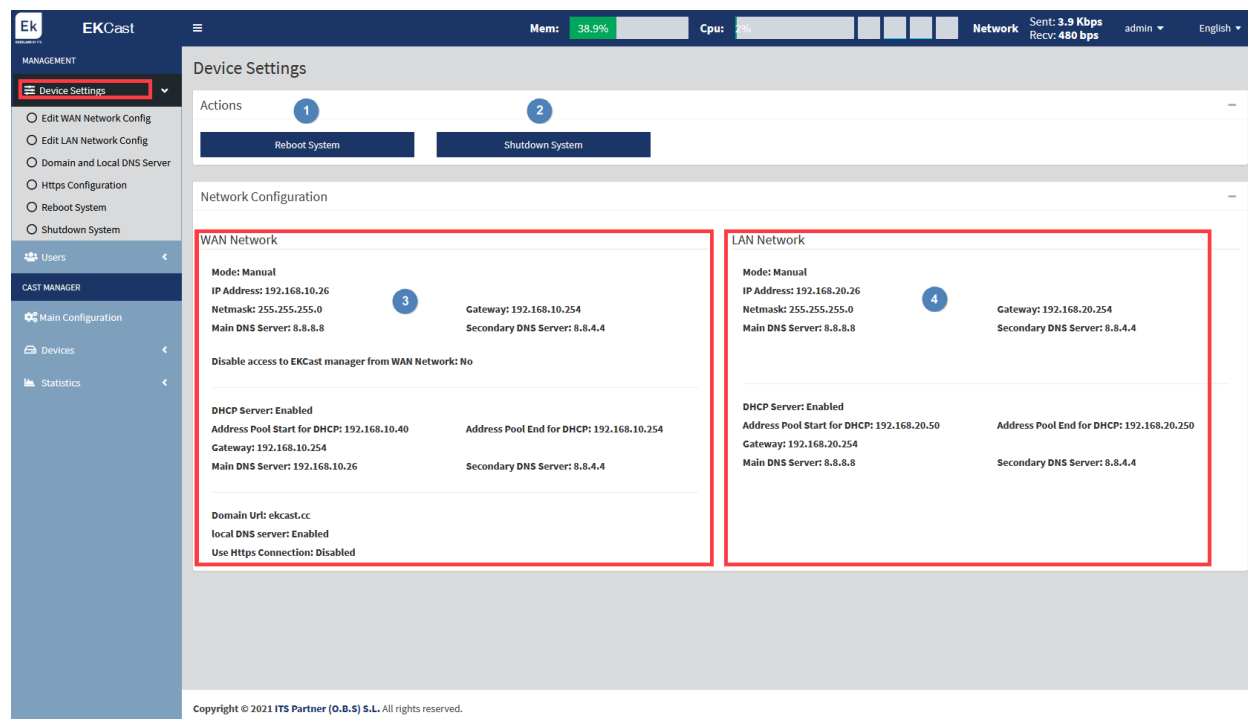 Ek
EKCast
Mem: 38.9%
Cpu: 2%
Network
Sent: 3.9 Kbps
Recv: 480 bps
admin
English
MANAGEMENT
Device Settings
Edit WAN Network Config
Edit LAN Network Config
Domain and Local DNS Server
Https Configuration
Reboot System
Shutdown System
Users
CAST MANAGER
Main Configuration
Devices
Statistics
Device Settings
Actions
1
2
Reboot System
Shutdown System
Network Configuration
WAN Network
Mode: Manual
IP Address: 192.168.10.26
3
Netmask: 255.255.255.0
Gateway: 192.168.10.254
Main DNS Server: 8.8.8.8
Secondary DNS Server: 8.8.4.4
Disable access to EKCast manager from WAN Network: No
DHCP Server: Enabled
Address Pool Start for DHCP: 192.168.10.40
Address Pool End for DHCP: 192.168.10.254
Gateway: 192.168.10.254
Main DNS Server: 192.168.10.26
Secondary DNS Server: 8.8.4.4
Domain Url: ekcast.cc
local DNS server: Enabled
Use Https Connection: Disabled
LAN Network
Mode: Manual
IP Address: 192.168.20.26
4
Netmask: 255.255.255.0
Gateway: 192.168.20.254
Main DNS Server: 8.8.8.8
Secondary DNS Server: 8.8.4.4
DHCP Server: Enabled
Address Pool Start for DHCP: 192.168.20.50
Address Pool End for DHCP: 192.168.20.250
Gateway: 192.168.20.254
Main DNS Server: 8.8.8.8
Secondary DNS Server: 8.8.4.4
Copyright © 2021 ITS Partner (O.B.S) S.L. All rights reserved.